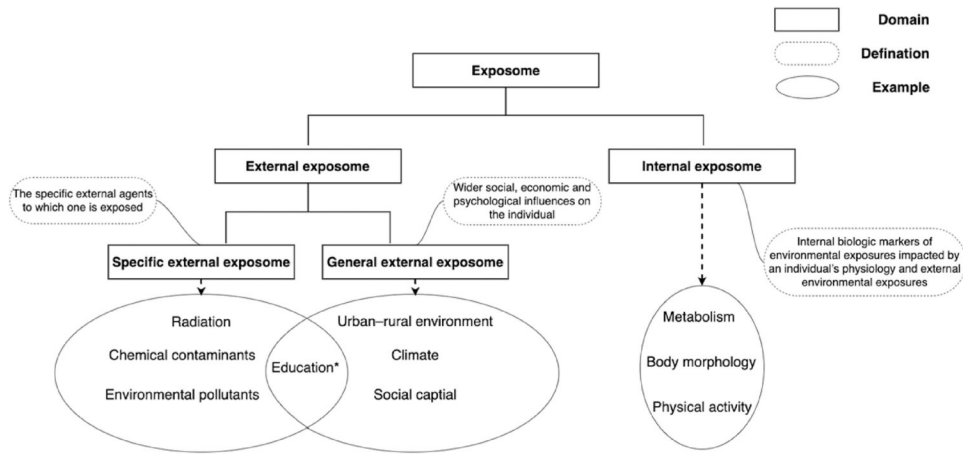 Domain
Defination
Example
Exposome
External exposome
Internal exposome
The specific external agents
to which one is exposed
Wider social, economic and
psychological influences on
the individual
Internal biologic markers of
environmental exposures impacted by
an individual's physiology and external
environmental exposures
Specific external exposome
General external exposome
Radiation
Chemical contaminants
Environmental pollutants
Education*
Urban–rural environment
Climate
Social captial
Metabolism
Body morphology
Physical activity